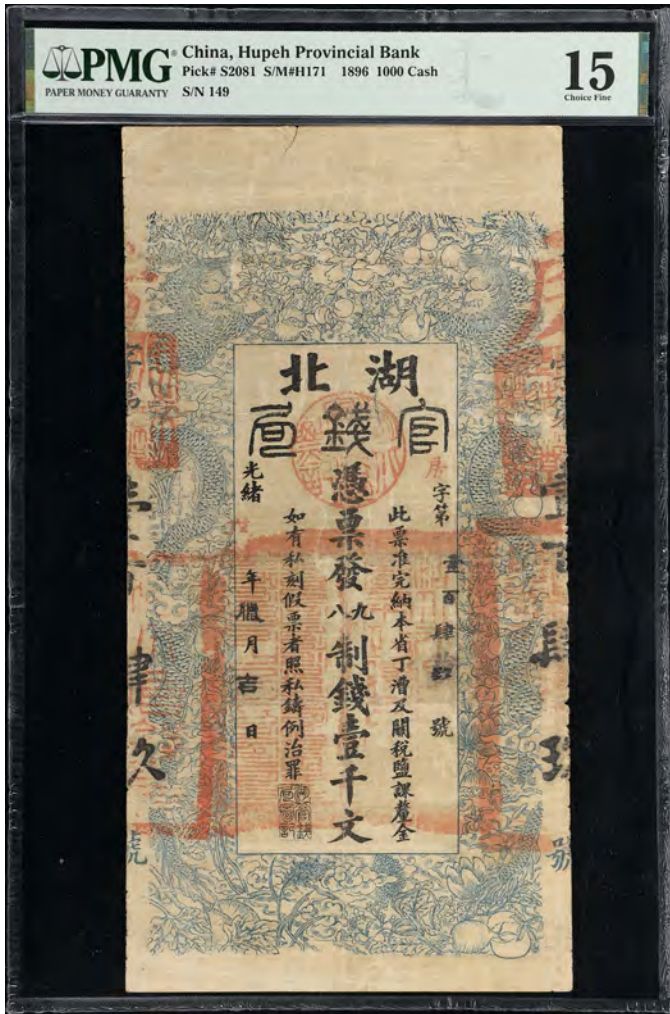 PMG
PAPER MONEY GUARANTY
China, Hupeh Provincial Bank
Pick# S2081 S/M#H171 1896 1000 Cash
S/N 149
15
Choice Fine
湖北
官錢局
字第壹百肆號
此票准完納本省丁漕及關稅鹽課釐金
憑票發九八制錢壹千文
如有私刻假票者照私鑄例治罪
光緒年臘月吉日